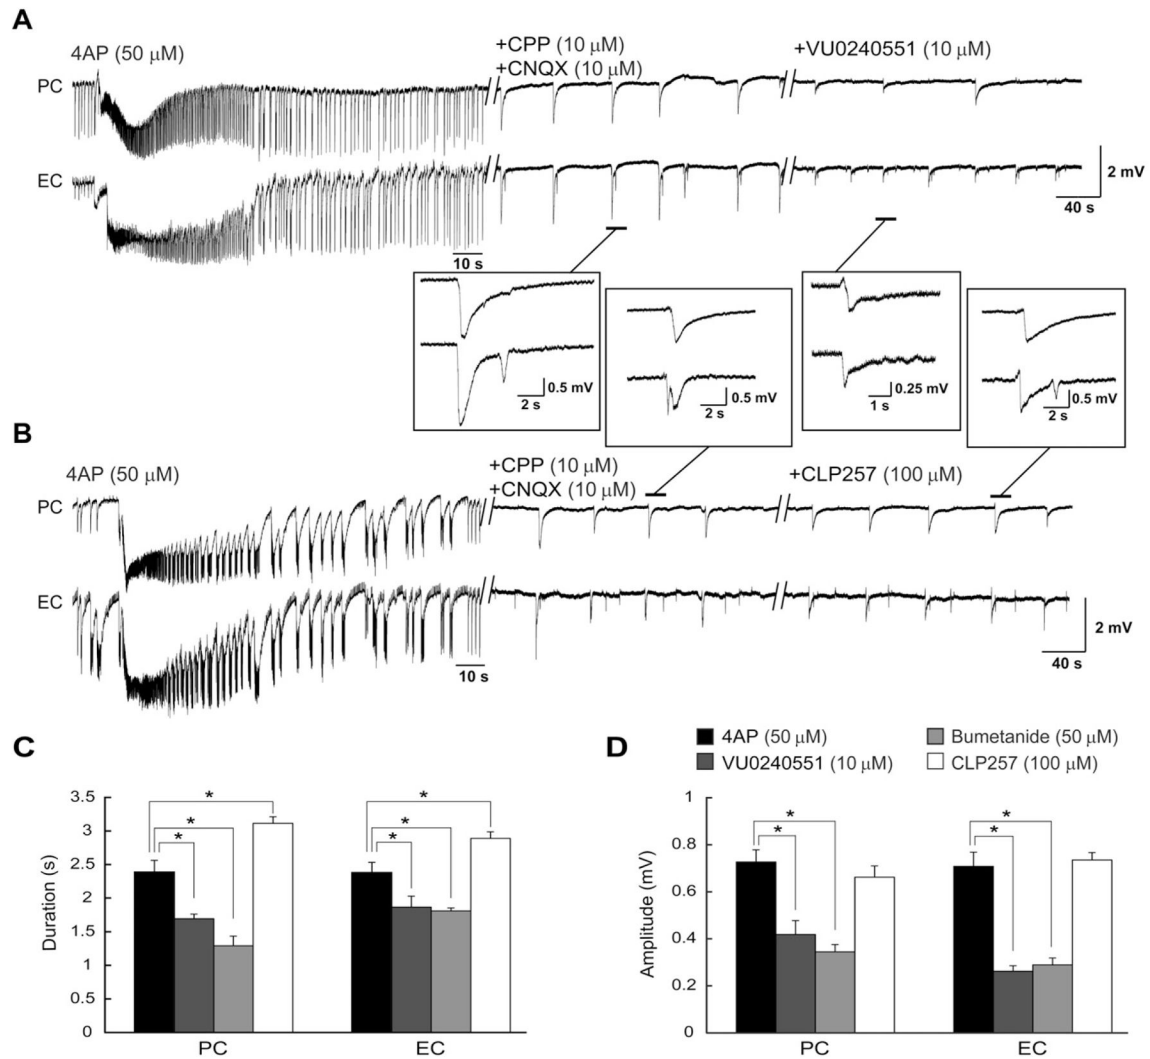 A
4AP (50 μM)
+CPP (10 μM)
+CNQX (10 μM)
+VU0240551 (10 μM)
PC
EC
2 mV
40 s
10 s
0.5 mV
2 s
0.5 mV
2 s
0.25 mV
1 s
0.5 mV
2 s
B
4AP (50 μM)
+CPP (10 μM)
+CNQX (10 μM)
+CLP257 (100 μM)
PC
EC
2 mV
40 s
10 s
C
D
4AP (50 μM)
VU0240551 (10 μM)
Bumetanide (50 μM)
CLP257 (100 μM)
Duration (s)
3.5
3
2.5
2
1.5
1
0.5
0
* * *
* * *
PC EC
Amplitude (mV)
1
0.8
0.6
0.4
0.2
0
* *
* *
PC EC